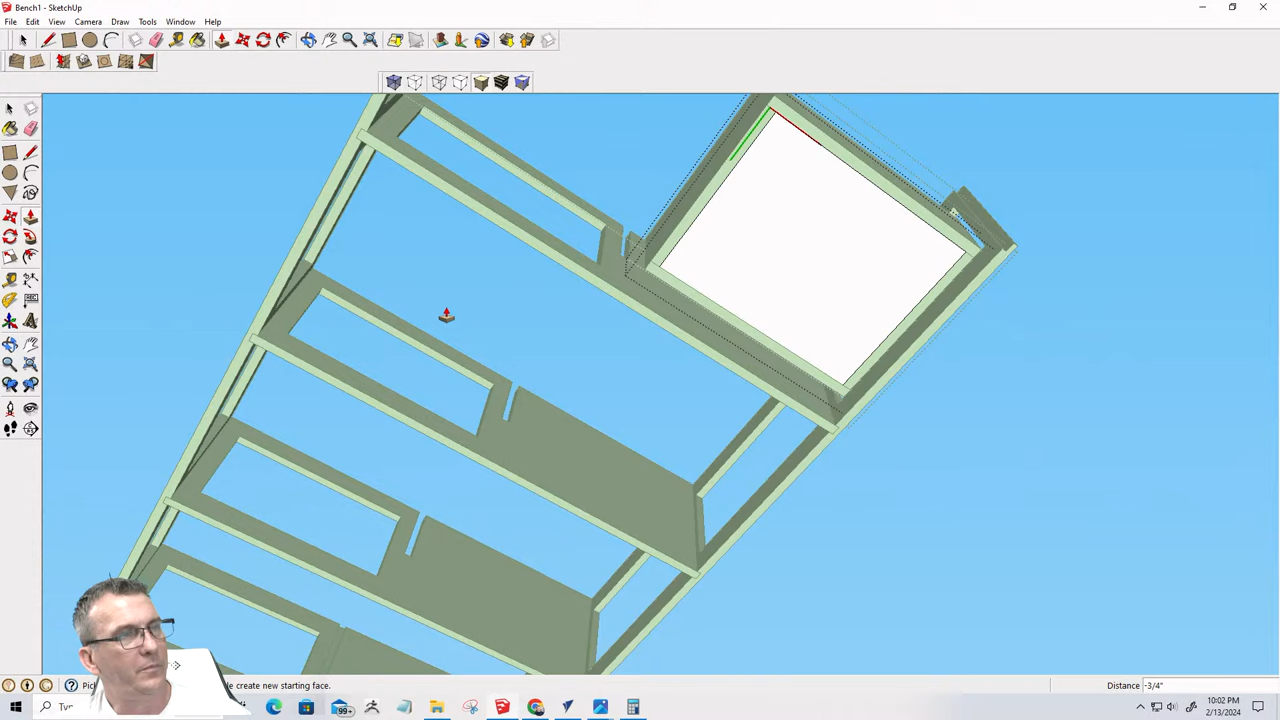 Bench1 - SketchUp
File Edit View Camera Draw Tools Window Help
create new starting face.
Distance -3/4"
99+
10:02 PM
2/13/2024